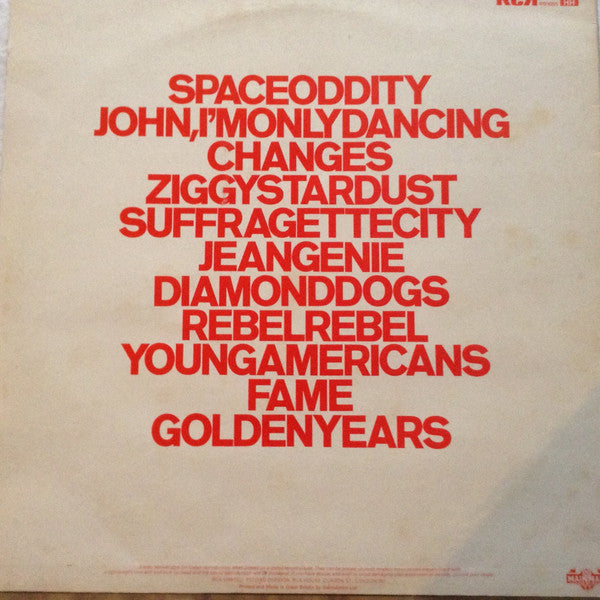 RCA
SPACEODDITY
JOHN,I'MONLYDANCING
CHANGES
ZIGGYSTARDUST
SUFFRAGETTECITY
JEANGENIE
DIAMONDDOGS
REBELREBEL
YOUNGAMERICANS
FAME
GOLDENYEARS